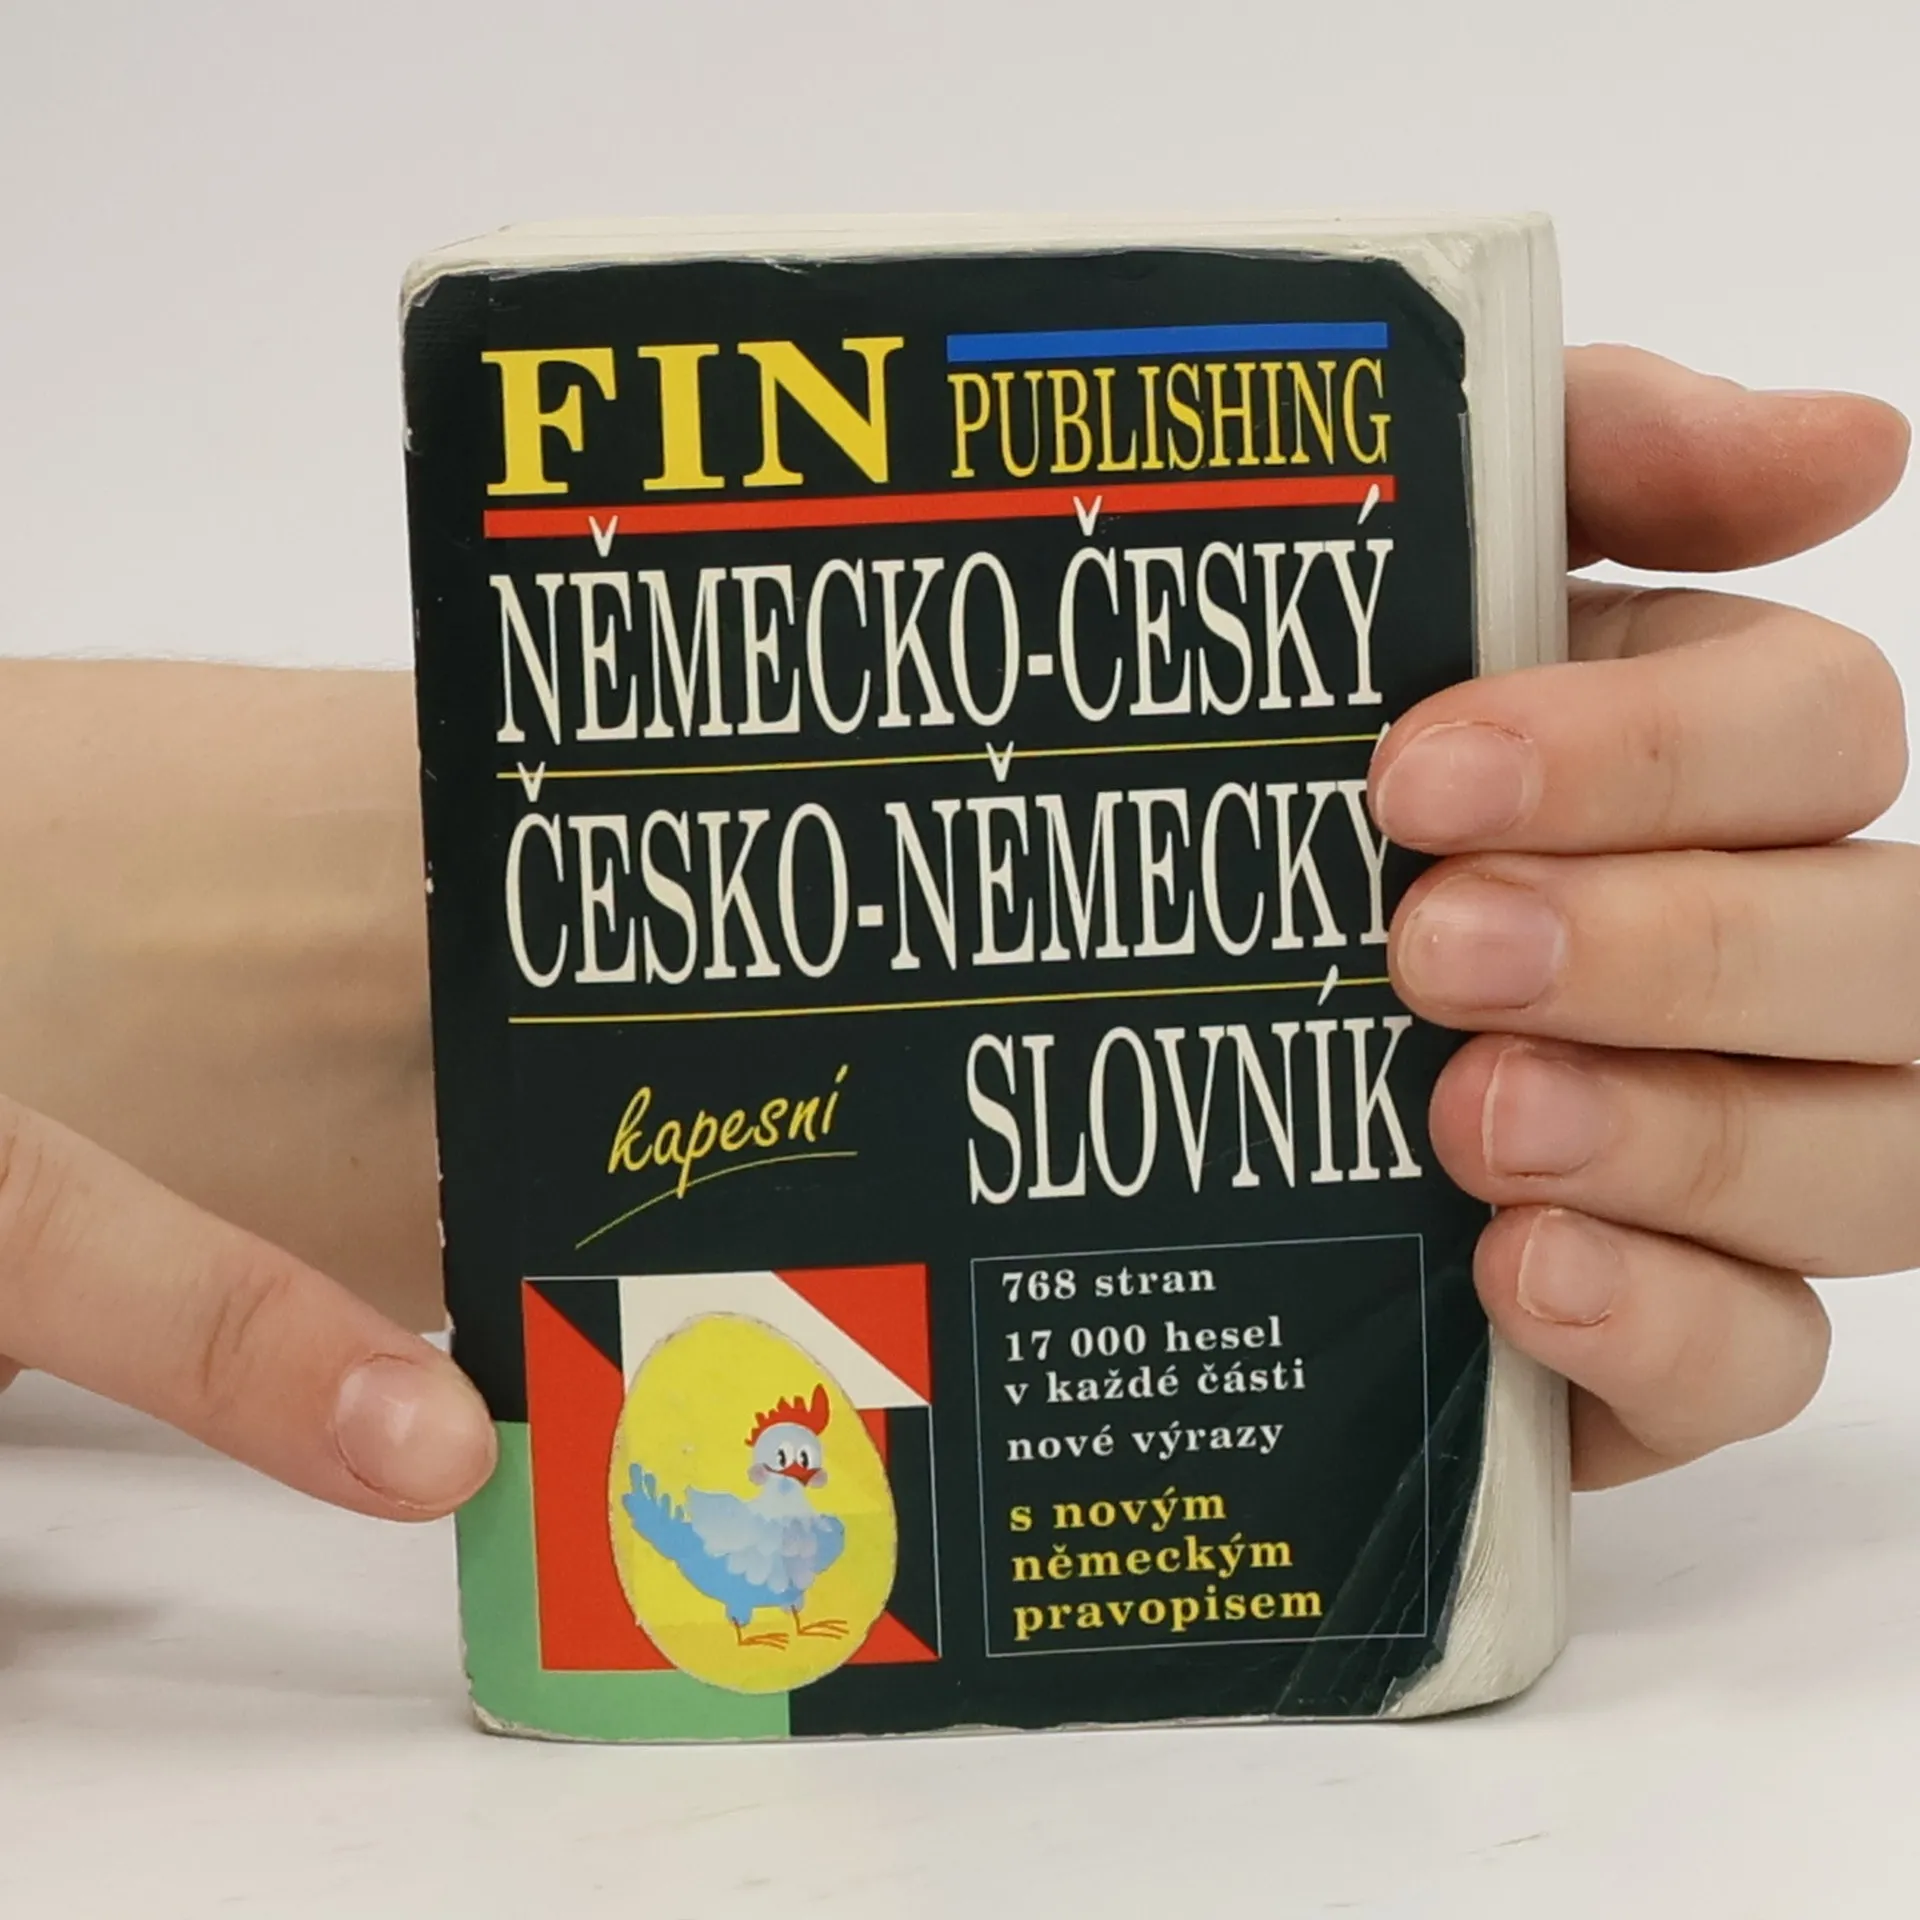 FIN PUBLISHING
NĚMECKO-ČESKÝ
ČESKO-NĚMECKÝ
kapesní SLOVNÍK
768 stran
17 000 hesel
v každé části
nové výrazy
s novým
německým
pravopisem